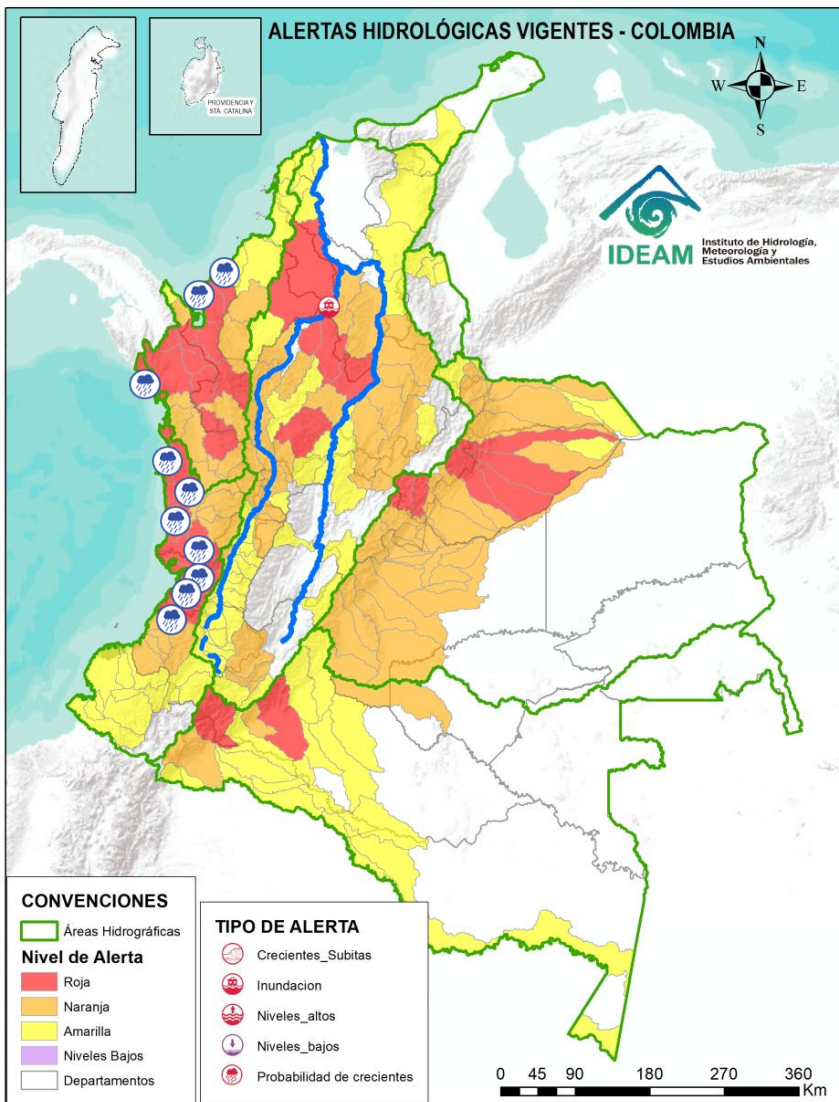 ALERTAS HIDROLÓGICAS VIGENTES - COLOMBIA
PROVIDENCIA Y
STA. CATALINA
N
W
E
S
IDEAM
Instituto de Hidrología,
Meteorología y
Estudios Ambientales
CONVENCIONES
Áreas Hidrográficas
Nivel de Alerta
Roja
Naranja
Amarilla
Niveles Bajos
Departamentos
TIPO DE ALERTA
Crecientes_Subitas
Inundacion
Niveles_altos
Niveles_bajos
Probabilidad de crecientes
0 45 90 180 270 360
Km